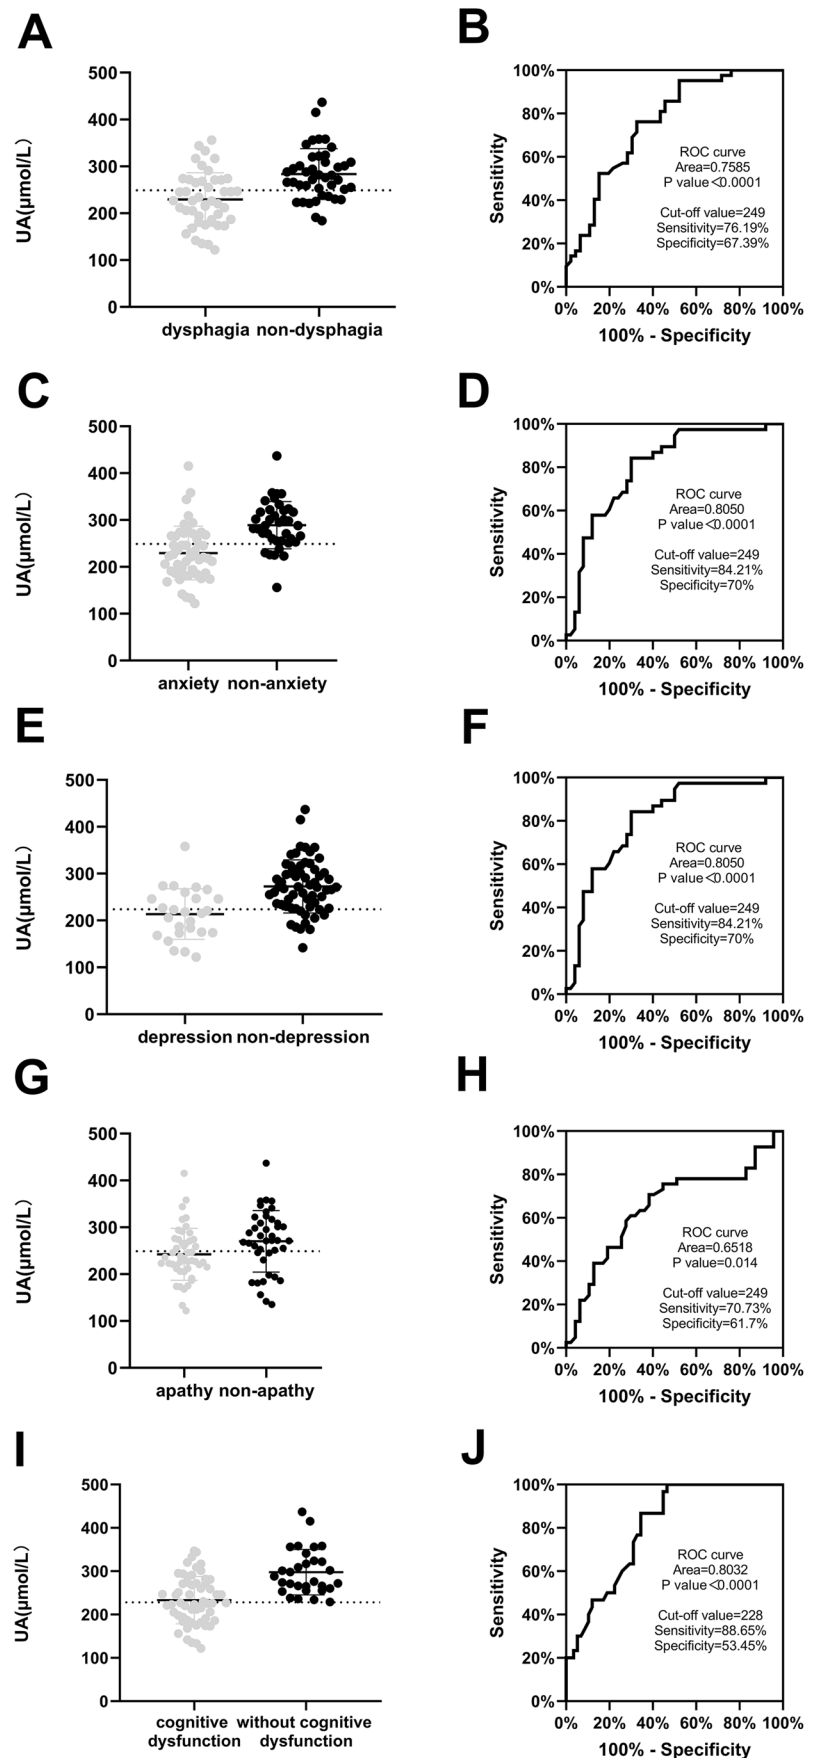 A
UA(μmol/L)
500
400
300
200
100
0
dysphagia non-dysphagia
B
Sensitivity
100%
80%
60%
40%
20%
0%
ROC curve
Area=0.7585
P value<0.0001
Cut-off value=249
Sensitivity=76.19%
Specificity=67.39%
0% 20% 40% 60% 80% 100%
100% - Specificity
C
UA(μmol/L)
500
400
300
200
100
0
anxiety non-anxiety
D
Sensitivity
100%
80%
60%
40%
20%
0%
ROC curve
Area=0.8050
P value<0.0001
Cut-off value=249
Sensitivity=84.21%
Specificity=70%
0% 20% 40% 60% 80% 100%
100% - Specificity
E
UA(μmol/L)
500
400
300
200
100
0
depression non-depression
F
Sensitivity
100%
80%
60%
40%
20%
0%
ROC curve
Area=0.8050
P value<0.0001
Cut-off value=249
Sensitivity=84.21%
Specificity=70%
0% 20% 40% 60% 80% 100%
100% - Specificity
G
UA(μmol/L)
500
400
300
200
100
0
apathy non-apathy
H
Sensitivity
100%
80%
60%
40%
20%
0%
ROC curve
Area=0.6518
P value=0.014
Cut-off value=249
Sensitivity=70.73%
Specificity=61.7%
0% 20% 40% 60% 80% 100%
100% - Specificity
I
UA(μmol/L)
500
400
300
200
100
0
cognitive without cognitive
dysfunction dysfunction
J
Sensitivity
100%
80%
60%
40%
20%
0%
ROC curve
Area=0.8032
P value<0.0001
Cut-off value=228
Sensitivity=88.65%
Specificity=53.45%
0% 20% 40% 60% 80% 100%
100% - Specificity